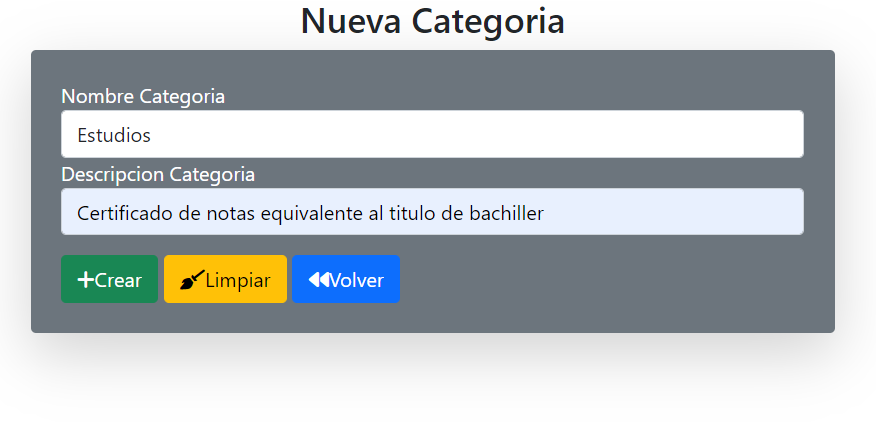 Nueva Categoria
Nombre Categoria
Estudios
Descripcion Categoria
Certificado de notas equivalente al titulo de bachiller
Crear Limpiar Volver